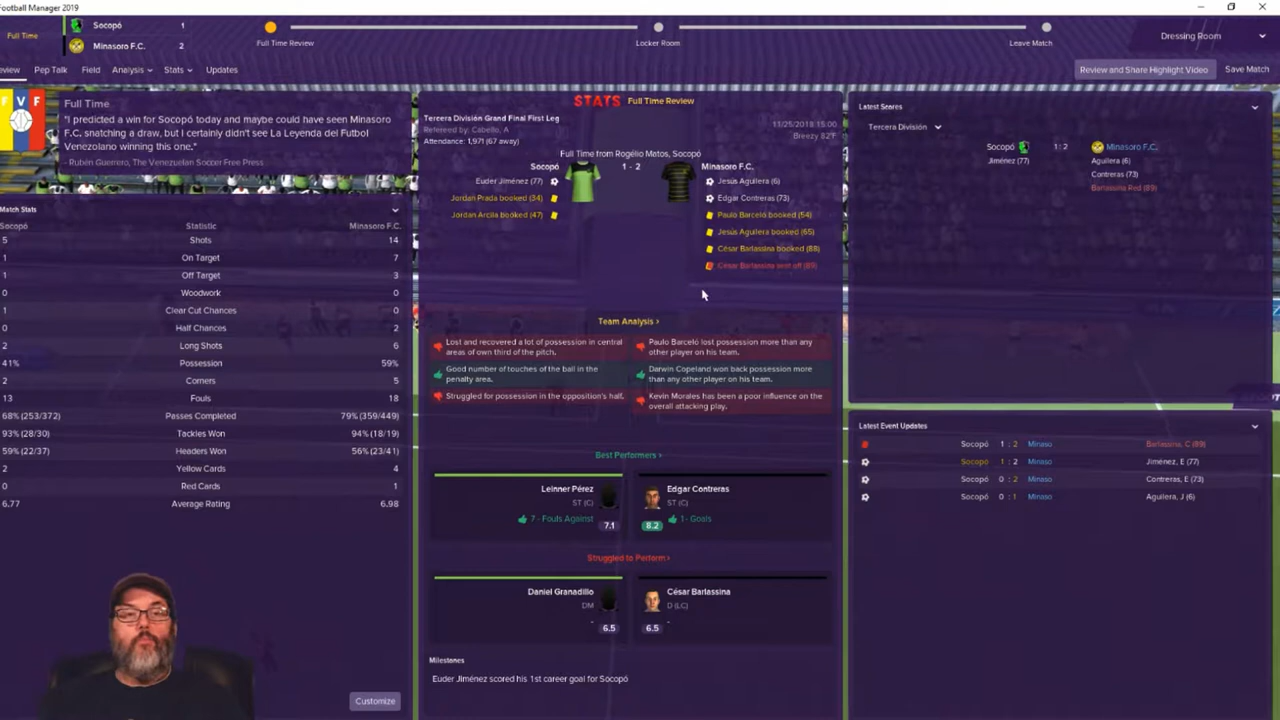 Football Manager 2019
Full Time
Socopó 1
Minasoro F.C. 2
Full Time Review
Locker Room
Leave Match
Dressing Room
Pep Talk Field Analysis Stats Updates
Review and Share Highlight Video Save Match
F V F
Full Time
"I predicted a win for Socopó and maybe could have seen Minasoro
F.C. snatching a draw, but I certainly didn't see La Leyenda del Futbol
Venezolano winning this one."
- Rubén Guerrero, The Venezuelan Soccer Free Press
Match Stats
Socopó Statistic Minasoro F.C.
5 Shots 14
1 On Target 7
1 Off Target 3
0 Woodwork 0
1 Clear Cut Chances 0
0 Half Chances 2
2 Long Shots 6
41% Possession 59%
2 Corners 5
13 Fouls 18
68% (253/372) Passes Completed 79% (359/449)
93% (28/30) Tackles Won 94% (18/19)
59% (22/37) Headers Won 56% (23/41)
2 Yellow Cards 4
0 Red Cards 1
6.77 Average Rating 6.98
Customize
STATS Full Time Review
Tercera División Grand Final First Leg
Refereed by: Cabello, A
Attendance: 1,971 (67 away)
11/25/2018 15:00
Breezy 82°F
Full Time from Rogélio Matos, Socopó
Socopó 1 - 2 Minasoro F.C.
Euder Jiménez (77)
Jordan Prada booked (34)
Jordan Arcila booked (47)
Jesús Aguilera (6)
Edgar Contreras (73)
Paulo Barceló booked (54)
Jesús Aguilera booked (65)
César Barlassina booked (88)
César Barlassina sent off (89)
Team Analysis >
Lost and recovered a lot of possession in central
areas of own third of the pitch.
Good number of touches of the ball in the
penalty area.
Struggled for possession in the opposition's half.
Paulo Barceló lost possession more than any
other player on his team.
Darwin Copeland won back possession more
than any other player on his team.
Kevin Morales has been a poor influence on the
overall attacking play.
Best Performers >
Leinner Pérez
ST (C)
7 - Fouls Against 7.1
Edgar Contreras
ST (C)
8.2 1 - Goals
Struggled to Perform >
Daniel Granadillo
DM
-
6.5
César Barlassina
D (LC)
-
6.5
Milestones
Euder Jiménez scored his 1st career goal for Socopó
Latest Scores
Tercera División
Socopó 1 : 2 Minasoro F.C.
Jiménez (77)
Aguilera (6)
Contreras (73)
Barlassina Red (89)
Latest Event Updates
Socopó 1 : 2 Minaso Barlassina, C (89)
Socopó 1 : 2 Minaso Jiménez, E (77)
Socopó 0 : 2 Minaso Contreras, E (73)
Socopó 0 : 1 Minaso Aguilera, J (6)